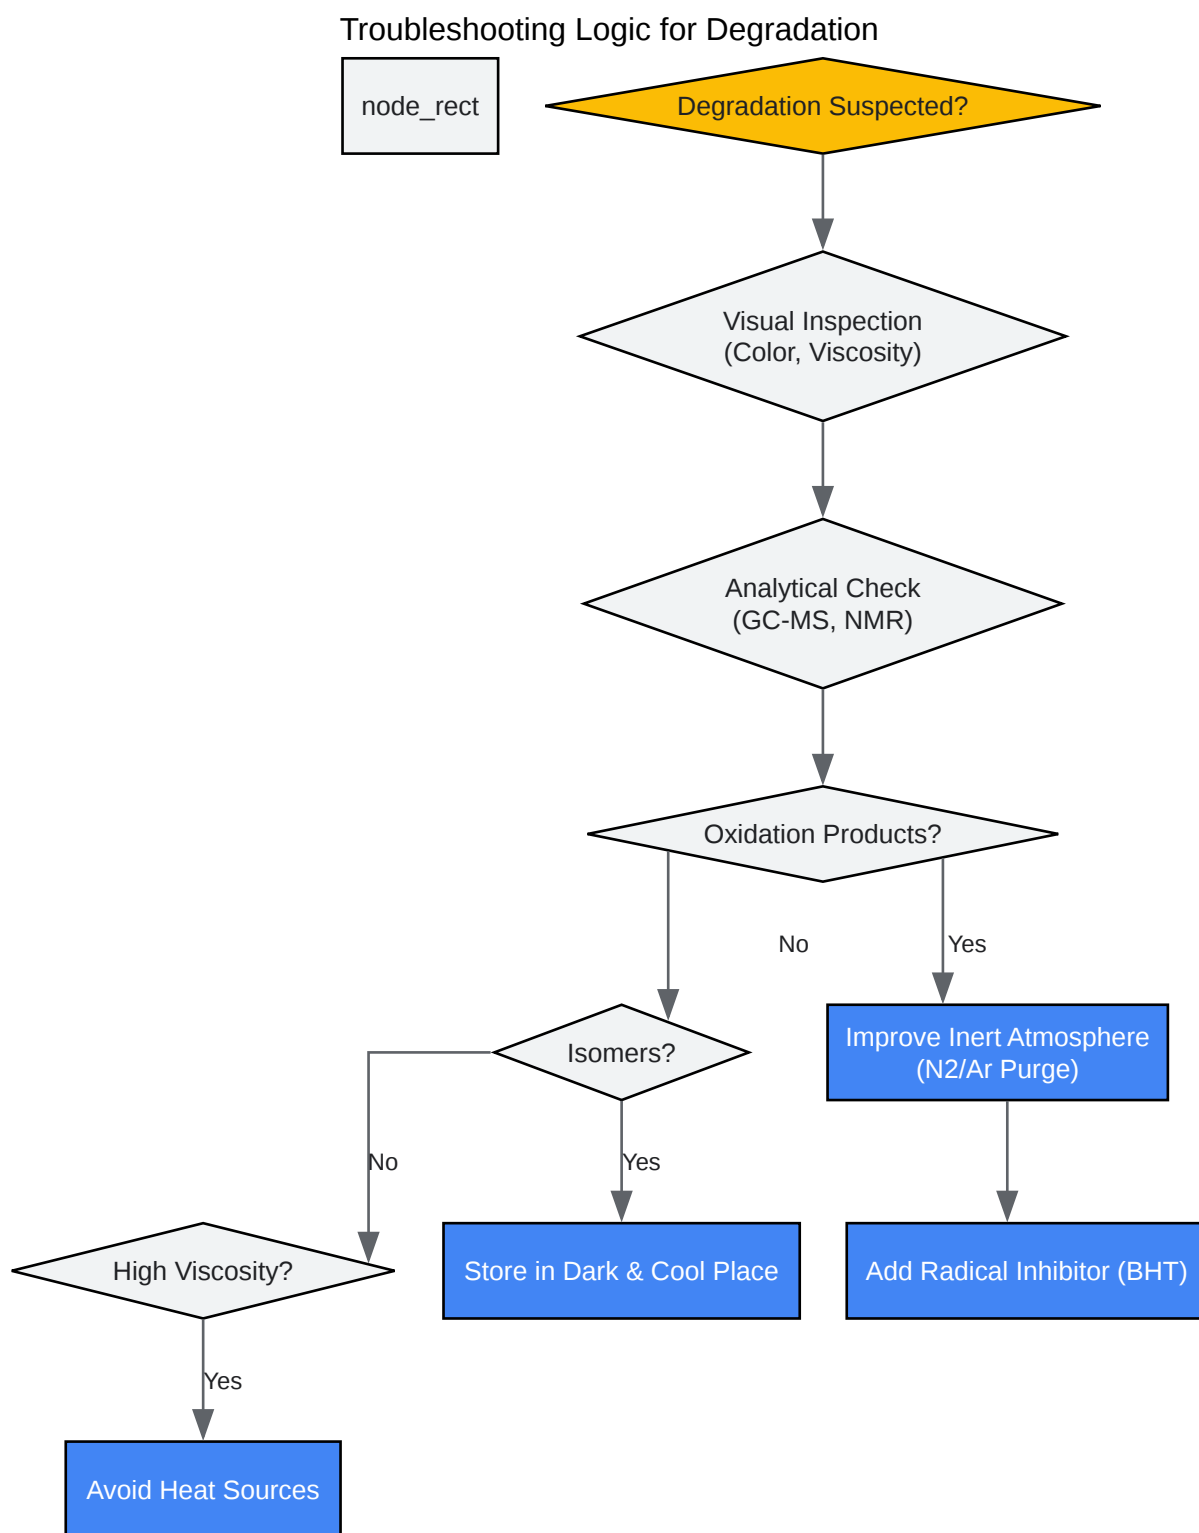 Troubleshooting Logic for Degradation
node_rect
Degradation Suspected?
Visual Inspection
(Color, Viscosity)
Analytical Check
(GC-MS, NMR)
Oxidation Products?
No
Yes
Isomers?
Improve Inert Atmosphere
(N2/Ar Purge)
No
Yes
High Viscosity?
Store in Dark & Cool Place
Add Radical Inhibitor (BHT)
Yes
Avoid Heat Sources